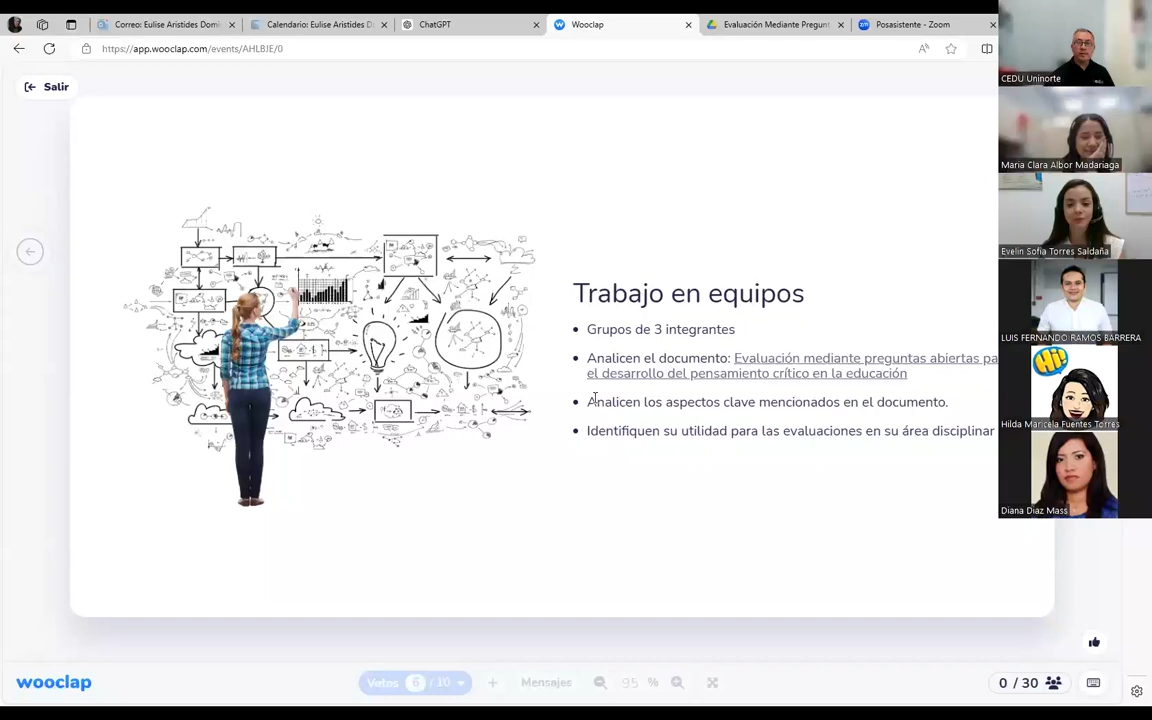 Correo: Eulise Aristides Domi
Calendario: Eulise Aristides D
ChatGPT
Wooclap
Evaluación Mediante Pregunt
Posasistente - Zoom
https://app.wooclap.com/events/AHLBJE/0
Salir
Trabajo en equipos
• Grupos de 3 integrantes
• Analicen el documento: Evaluación mediante preguntas abiertas pa
el desarrollo del pensamiento crítico en la educación
• Analicen los aspectos clave mencionados en el documento.
• Identifiquen su utilidad para las evaluaciones en su área disciplinar
CEDU Uninorte
Maria Clara Albor Madariaga
Evelin Sofia Torres Saldaña
LUIS FERNANDO RAMOS BARRERA
Hi!
Hilda Maricela Fuentes Torres
Diana Diaz Mass
wooclap
Votes 6 / 10
Mensajes
95 %
0 / 30